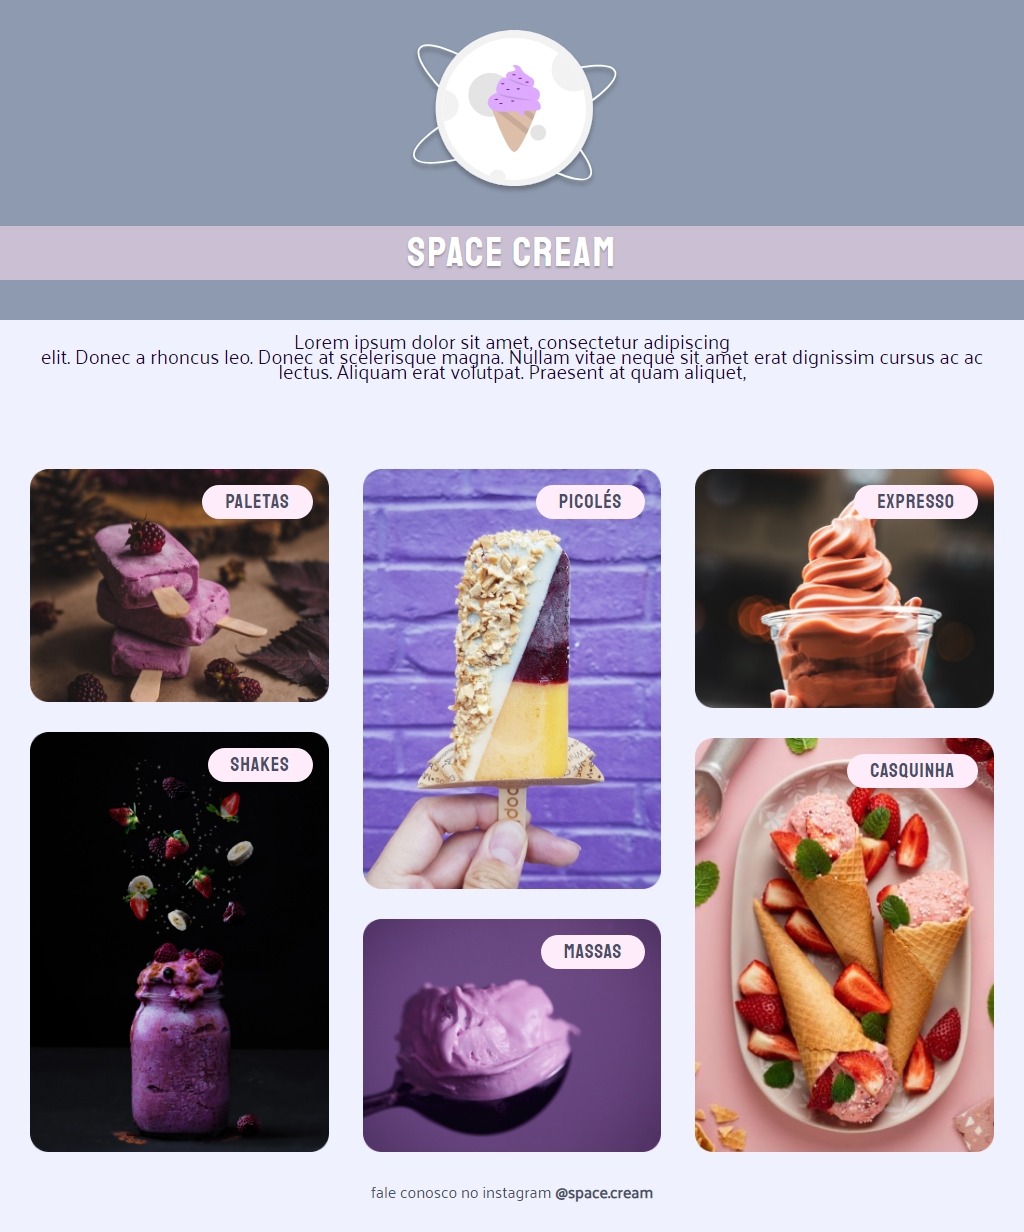 SPACE CREAM
Lorem ipsum dolor sit amet, consectetur adipiscing
elit. Donec a rhoncus leo. Donec at scelerisque magna. Nullam vitae neque sit amet erat dignissim cursus ac ac
lectus. Aliquam erat volutpat. Praesent at quam aliquet,
PALETAS
PICOLÉS
EXPRESSO
SHAKES
CASQUINHA
MASSAS
fale conosco no instagram @space.cream